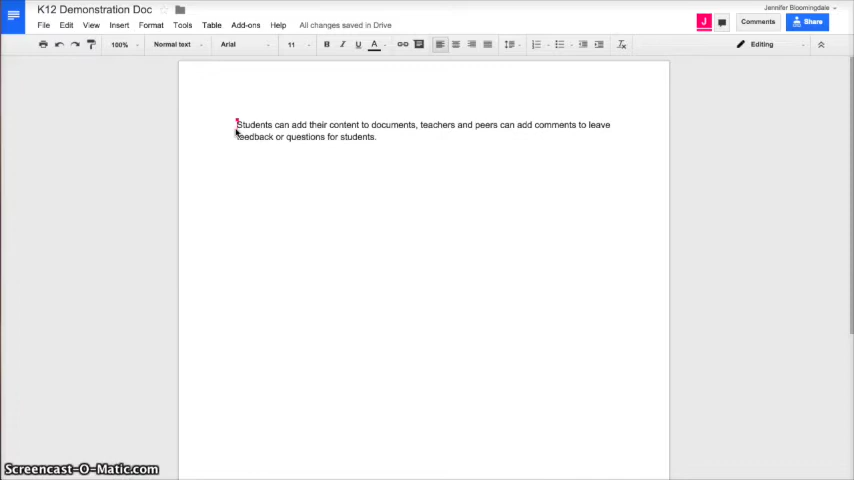 K12 Demonstration Doc
Jennifer Bloomingdale
File Edit View Insert Format Tools Table Add-ons Help All changes saved in Drive
J Comments Share
100% Normal text Arial 11 B I U A Editing
Students can add their content to documents, teachers and peers can add comments to leave
feedback or questions for students.
Screencast-O-Matic.com